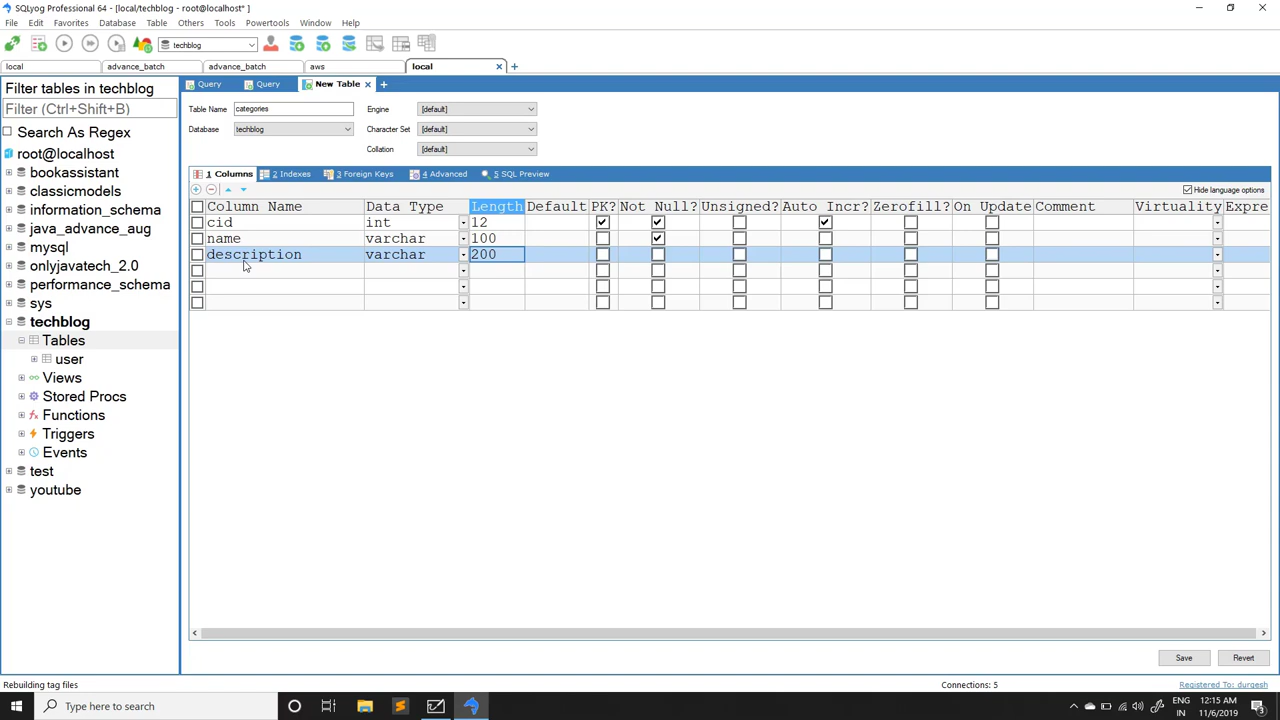 SQLyog Professional 64 - [local/techblog - root@localhost* ]
File Edit Favorites Database Table Others Tools Powertools Window Help
techblog
local advance_batch advance_batch aws local
Query Query New Table
Filter tables in techblog
Filter (Ctrl+Shift+B)
Search As Regex
root@localhost
bookassistant
classicmodels
information_schema
java_advance_aug
mysql
onlyjavatech_2.0
performance_schema
sys
techblog
Tables
user
Views
Stored Procs
Functions
Triggers
Events
test
youtube
Table Name categories Engine [default]
Database techblog Character Set [default]
Collation [default]
1 Columns 2 Indexes 3 Foreign Keys 4 Advanced 5 SQL Preview
Hide language options
Column Name Data Type Length Default PK? Not Null? Unsigned? Auto Incr? Zerofill? On Update Comment Virtuality Expre
cid int 12
name varchar 100
description varchar 200
Save Revert
Rebuilding tag files Connections: 5 Registered To: durgesh
Type here to search
ENG 12:15 AM
IN 11/6/2019
3